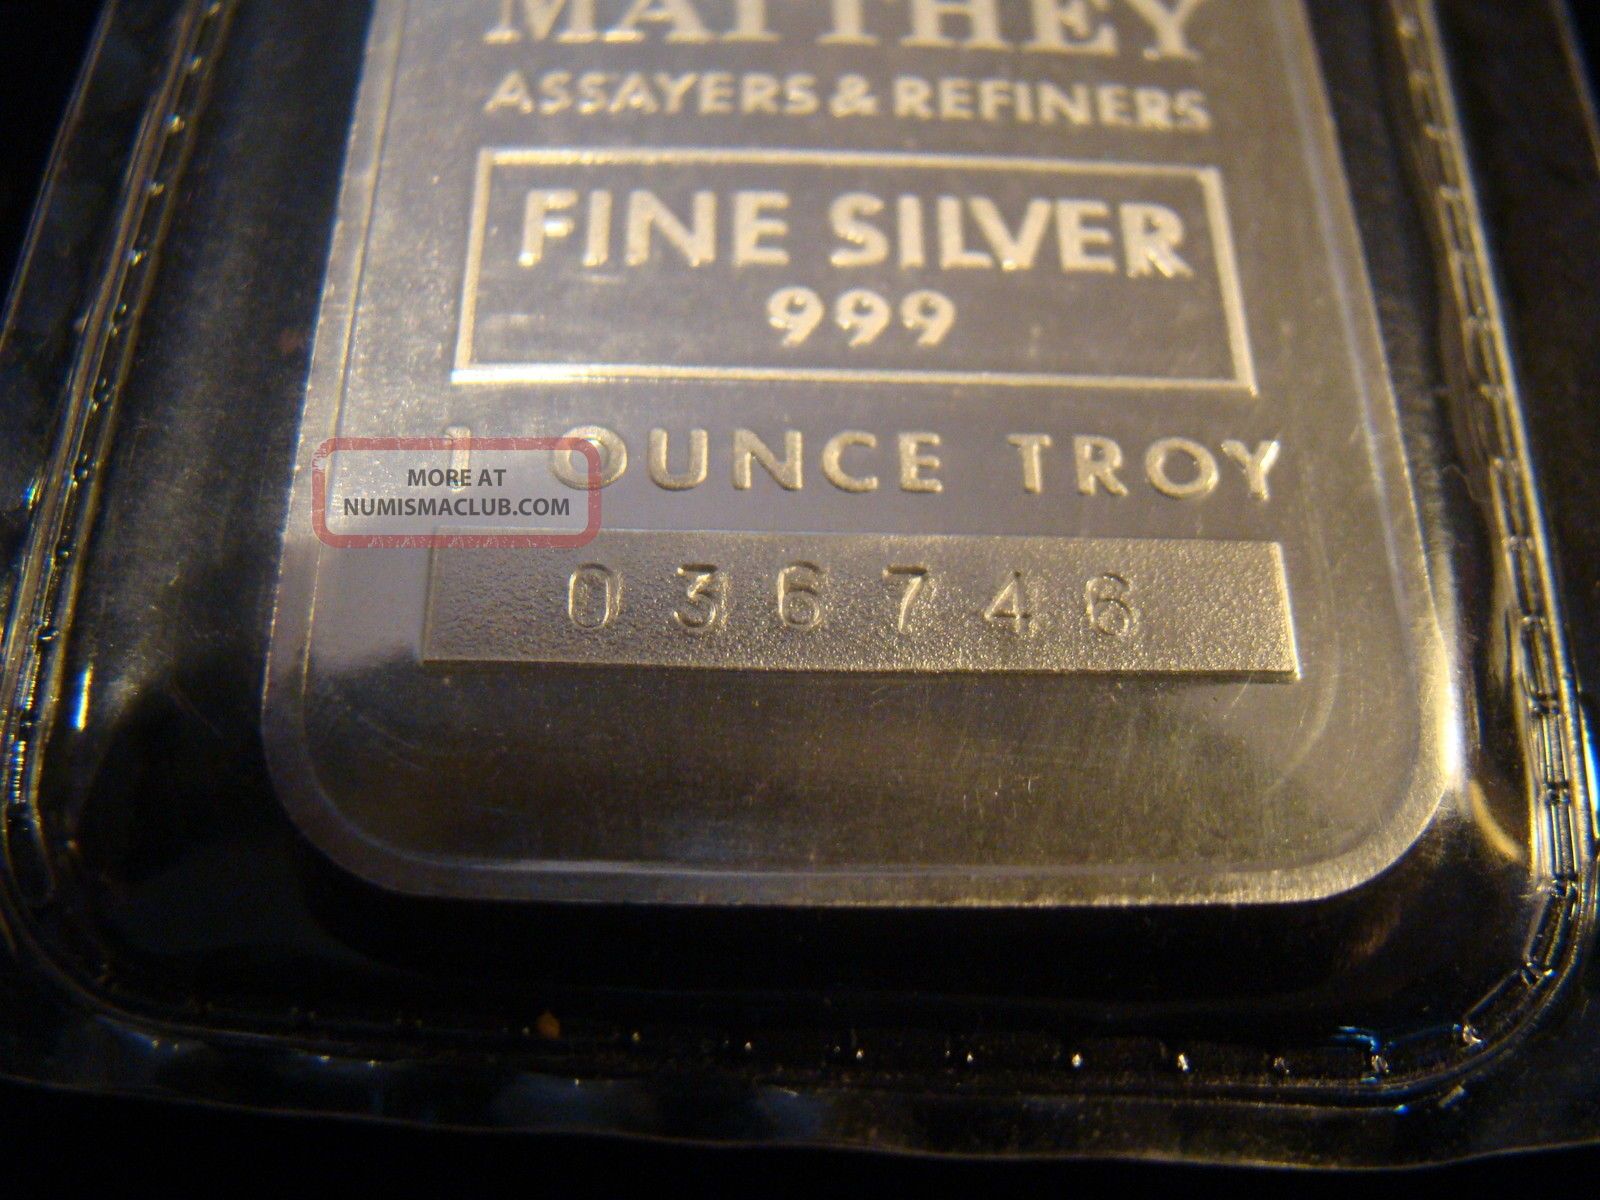 MATTHEY
ASSAYERS & REFINERS
FINE SILVER
999
1 OUNCE TROY
MORE AT
NUMISMACLUB.COM
036746